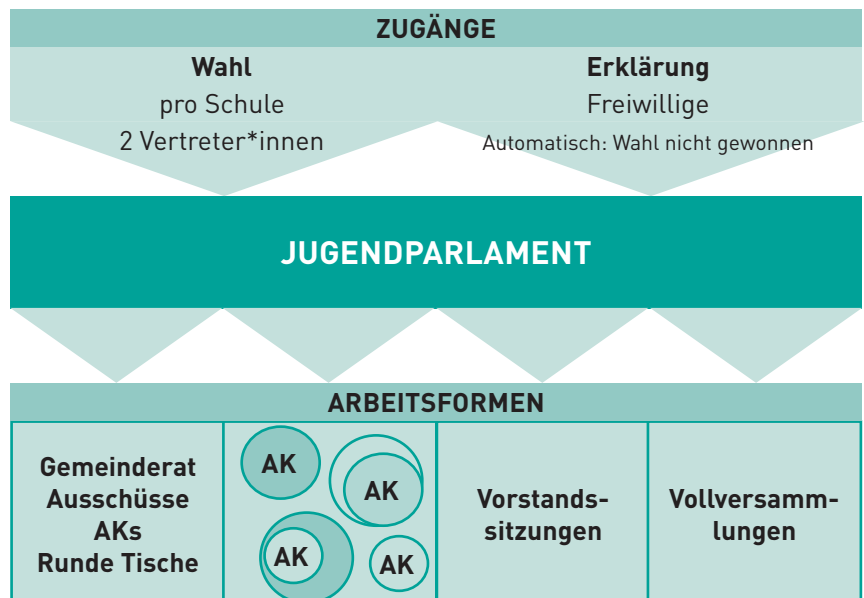 ZUGÄNGE
Wahl
pro Schule
2 Vertreter*innen
Erklärung
Freiwillige
Automatisch: Wahl nicht gewonnen
JUGENDPARLAMENT
ARBEITSFORMEN
Gemeinderat
Ausschüsse
AKs
Runde Tische
AK
AK
AK
AK
Vorstands-
sitzungen
Vollversamm-
lungen